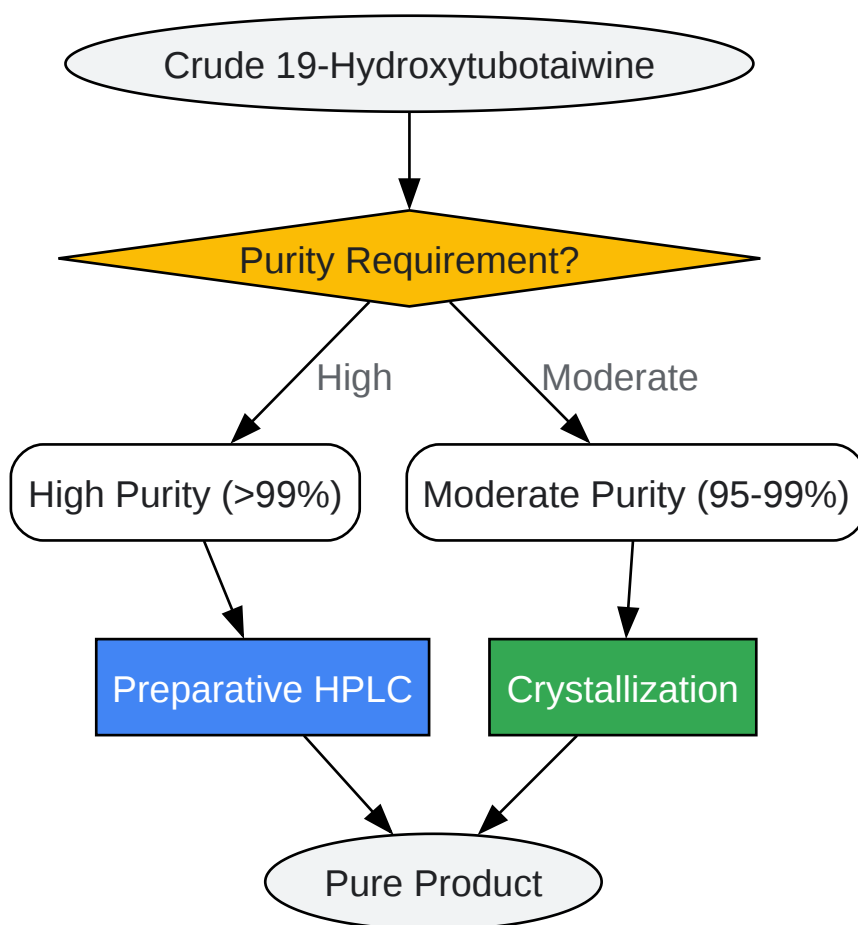 Crude 19-Hydroxytubotaiwine
Purity Requirement?
High
Moderate
High Purity (>99%)
Moderate Purity (95-99%)
Preparative HPLC
Crystallization
Pure Product